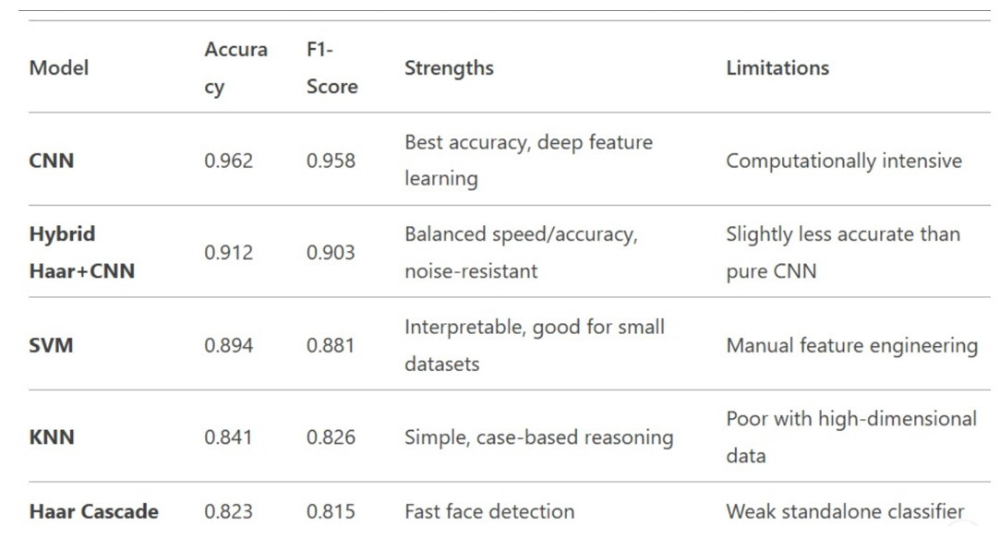 Model Accura F1- Strengths Limitations
cy Score
CNN 0.962 0.958 Best accuracy, deep feature Computationally intensive
learning
Hybrid 0.912 0.903 Balanced speed/accuracy, Slightly less accurate than
Haar+CNN noise-resistant pure CNN
SVM 0.894 0.881 Interpretable, good for small Manual feature engineering
datasets
KNN 0.841 0.826 Simple, case-based reasoning Poor with high-dimensional
data
Haar Cascade 0.823 0.815 Fast face detection Weak standalone classifier